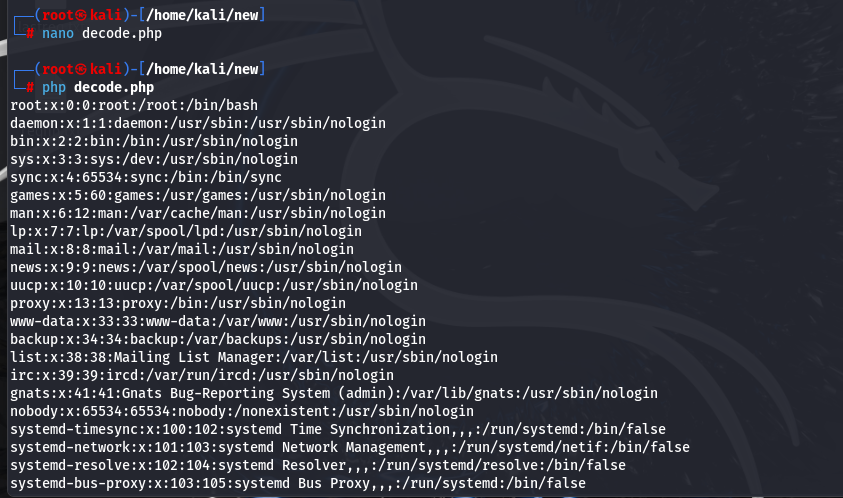 ┌──(root㉿kali)-[/home/kali/new]
└─# nano decode.php
┌──(root㉿kali)-[/home/kali/new]
└─# php decode.php
root:x:0:0:root:/root:/bin/bash
daemon:x:1:1:daemon:/usr/sbin:/usr/sbin/nologin
bin:x:2:2:bin:/bin:/usr/sbin/nologin
sys:x:3:3:sys:/dev:/usr/sbin/nologin
sync:x:4:65534:sync:/bin:/bin/sync
games:x:5:60:games:/usr/games:/usr/sbin/nologin
man:x:6:12:man:/var/cache/man:/usr/sbin/nologin
lp:x:7:7:lp:/var/spool/lpd:/usr/sbin/nologin
mail:x:8:8:mail:/var/mail:/usr/sbin/nologin
news:x:9:9:news:/var/spool/news:/usr/sbin/nologin
uucp:x:10:10:uucp:/var/spool/uucp:/usr/sbin/nologin
proxy:x:13:13:proxy:/bin:/usr/sbin/nologin
www-data:x:33:33:www-data:/var/www:/usr/sbin/nologin
backup:x:34:34:backup:/var/backups:/usr/sbin/nologin
list:x:38:38:Mailing List Manager:/var/list:/usr/sbin/nologin
irc:x:39:39:ircd:/var/run/ircd:/usr/sbin/nologin
gnats:x:41:41:Gnats Bug-Reporting System (admin):/var/lib/gnats:/usr/sbin/nologin
nobody:x:65534:65534:nobody:/nonexistent:/usr/sbin/nologin
systemd-timesync:x:100:102:systemd Time Synchronization,,,:/run/systemd:/bin/false
systemd-network:x:101:103:systemd Network Management,,,:/run/systemd/netif:/bin/false
systemd-resolve:x:102:104:systemd Resolver,,,:/run/systemd/resolve:/bin/false
systemd-bus-proxy:x:103:105:systemd Bus Proxy,,,:/run/systemd:/bin/false